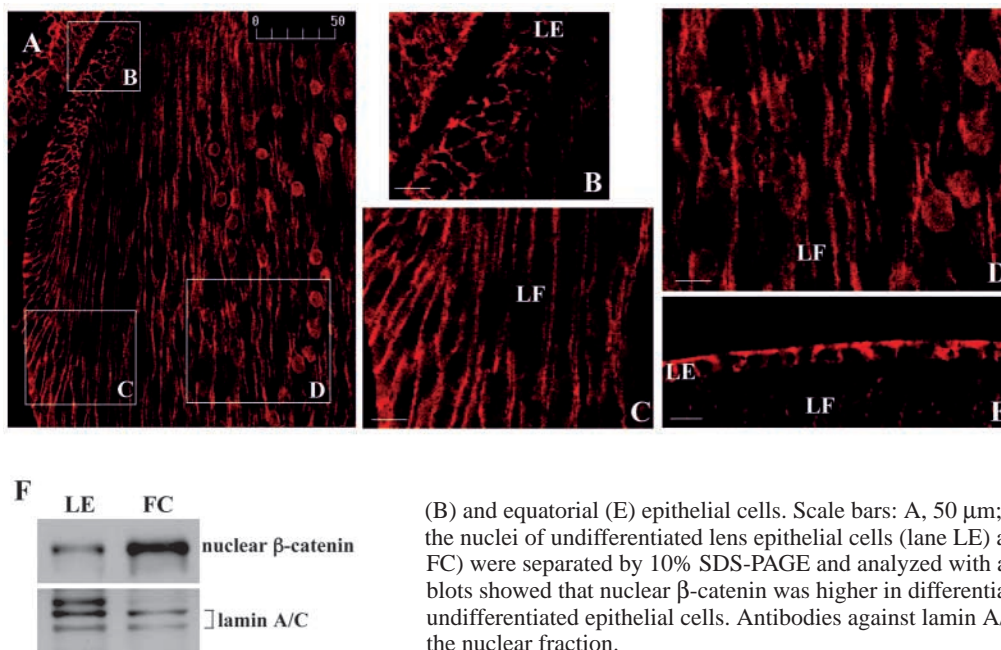 A
0 50
B
C
D
LE
B
LF
C
LF
D
LE
LF
F
LE FC
nuclear β-catenin
lamin A/C
(B) and equatorial (E) epithelial cells. Scale bars: A, 50 μm;
the nuclei of undifferentiated lens epithelial cells (lane LE)
FC) were separated by 10% SDS-PAGE and analyzed with
blots showed that nuclear β-catenin was higher in
undifferentiated epithelial cells. Antibodies against lamin
the nuclear fraction.